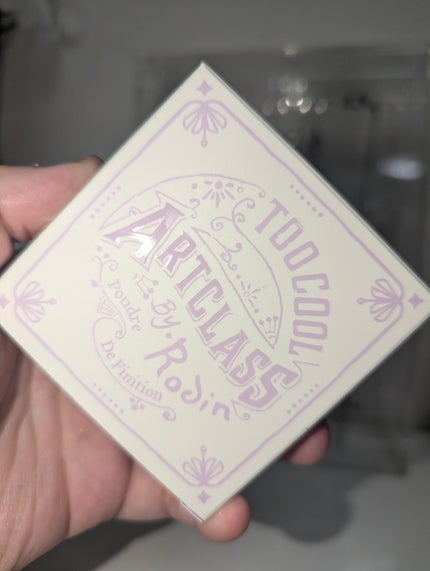 TOO COOL
ARTCLASS
By Rodin
Poudre
De Finition